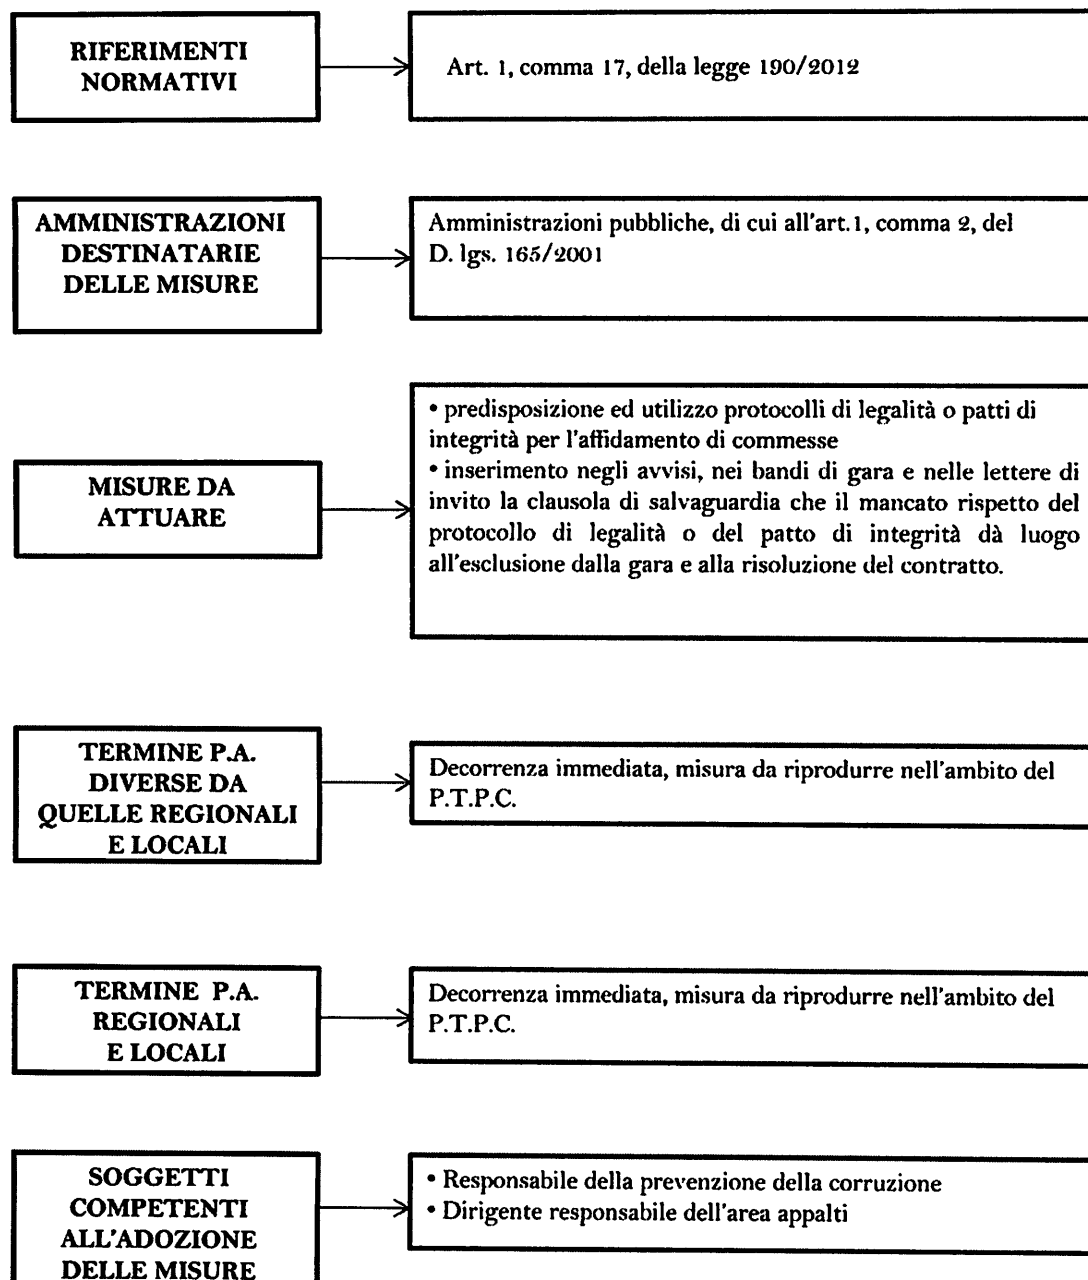 RIFERIMENTI
NORMATIVI
Art. 1, comma 17, della legge 190/2012
AMMINISTRAZIONI
DESTINATARIE
DELLE MISURE
Amministrazioni pubbliche, di cui all'art.1, comma 2, del
D. lgs. 165/2001
MISURE DA
ATTUARE
• predisposizione ed utilizzo protocolli di legalità o patti di
integrità per l'affidamento di commesse
• inserimento negli avvisi, nei bandi di gara e nelle lettere di
invito la clausola di salvaguardia che il mancato rispetto del
protocollo di legalità o del patto di integrità dà luogo
all'esclusione dalla gara e alla risoluzione del contratto.
TERMINE P.A.
DIVERSE DA
QUELLE REGIONALI
E LOCALI
Decorrenza immediata, misura da riprodurre nell'ambito del
P.T.P.C.
TERMINE P.A.
REGIONALI
E LOCALI
Decorrenza immediata, misura da riprodurre nell'ambito del
P.T.P.C.
SOGGETTI
COMPETENTI
ALL'ADOZIONE
DELLE MISURE
• Responsabile della prevenzione della corruzione
• Dirigente responsabile dell'area appalti